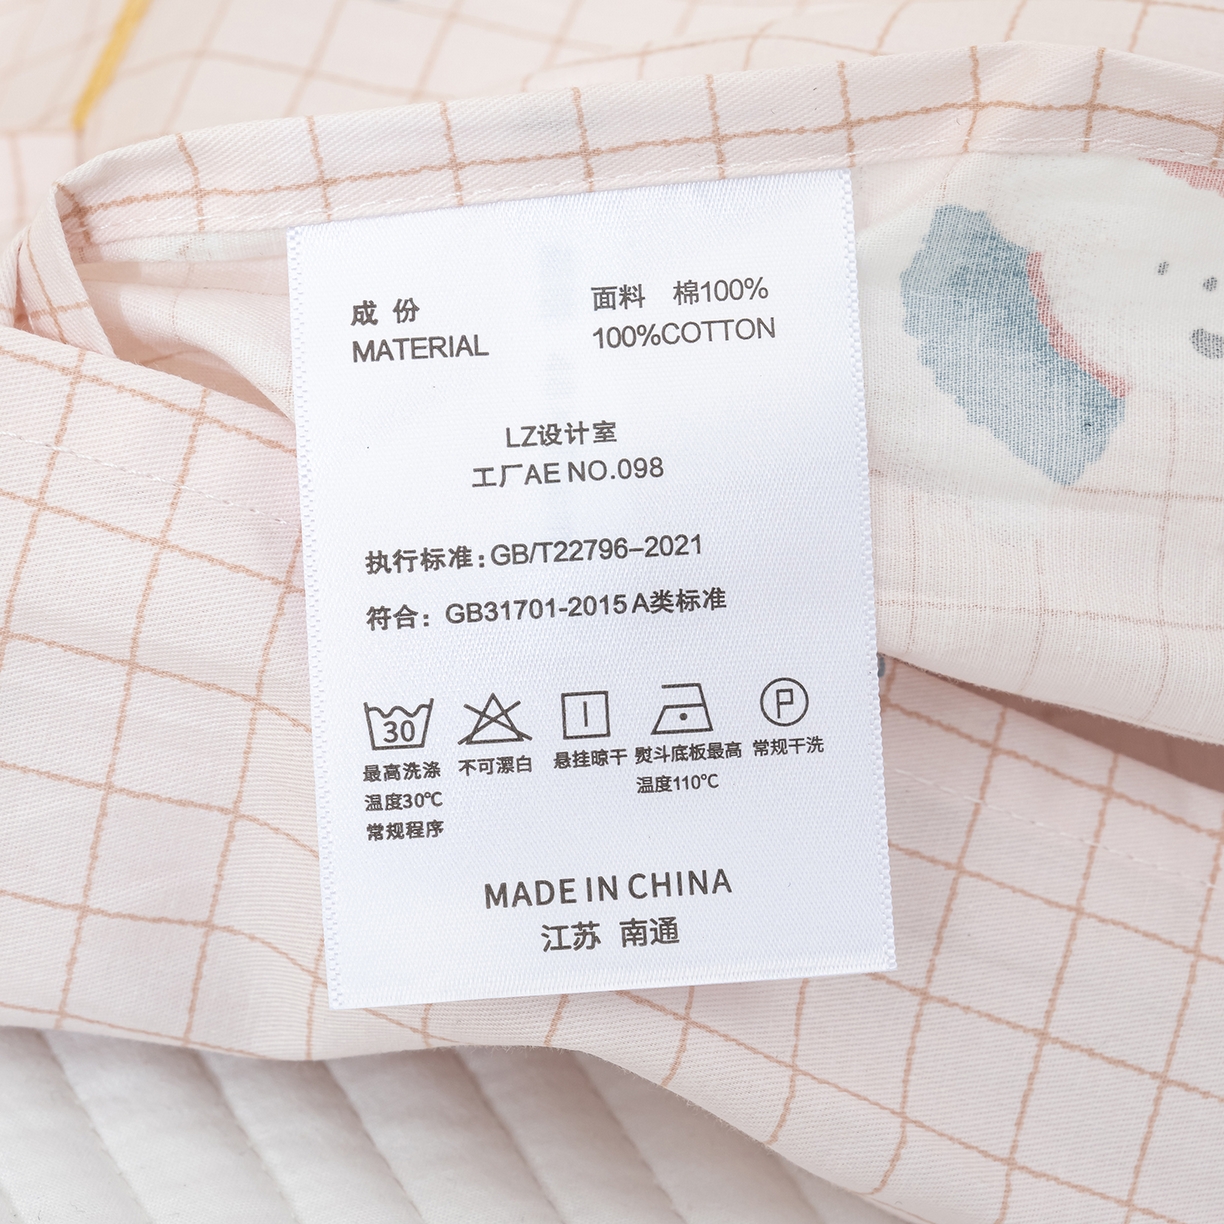 成 份 面料 棉100%
MATERIAL 100%COTTON
LZ设计室
工厂AE NO.098
执行标准:GB/T22796-2021
符合: GB31701-2015 A类标准
30 P
最高洗涤 不可漂白 悬挂晾干 熨斗底板最高 常规干洗
温度30℃ 温度110℃
常规程序
MADE IN CHINA
江苏 南通